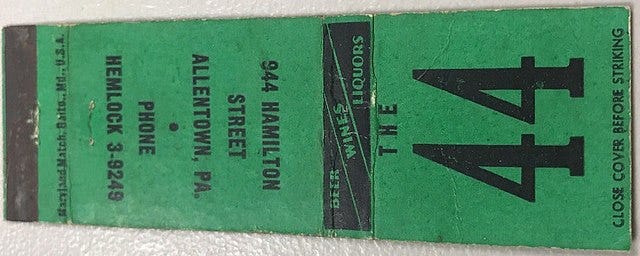 CLOSE COVER BEFORE STRIKING
THE
44
BEER WINES LIQUORS
944 HAMILTON
STREET
ALLENTOWN, PA.
•
PHONE
HEMLOCK 3-9249
Maryland Match, Balto., Md., U.S.A.